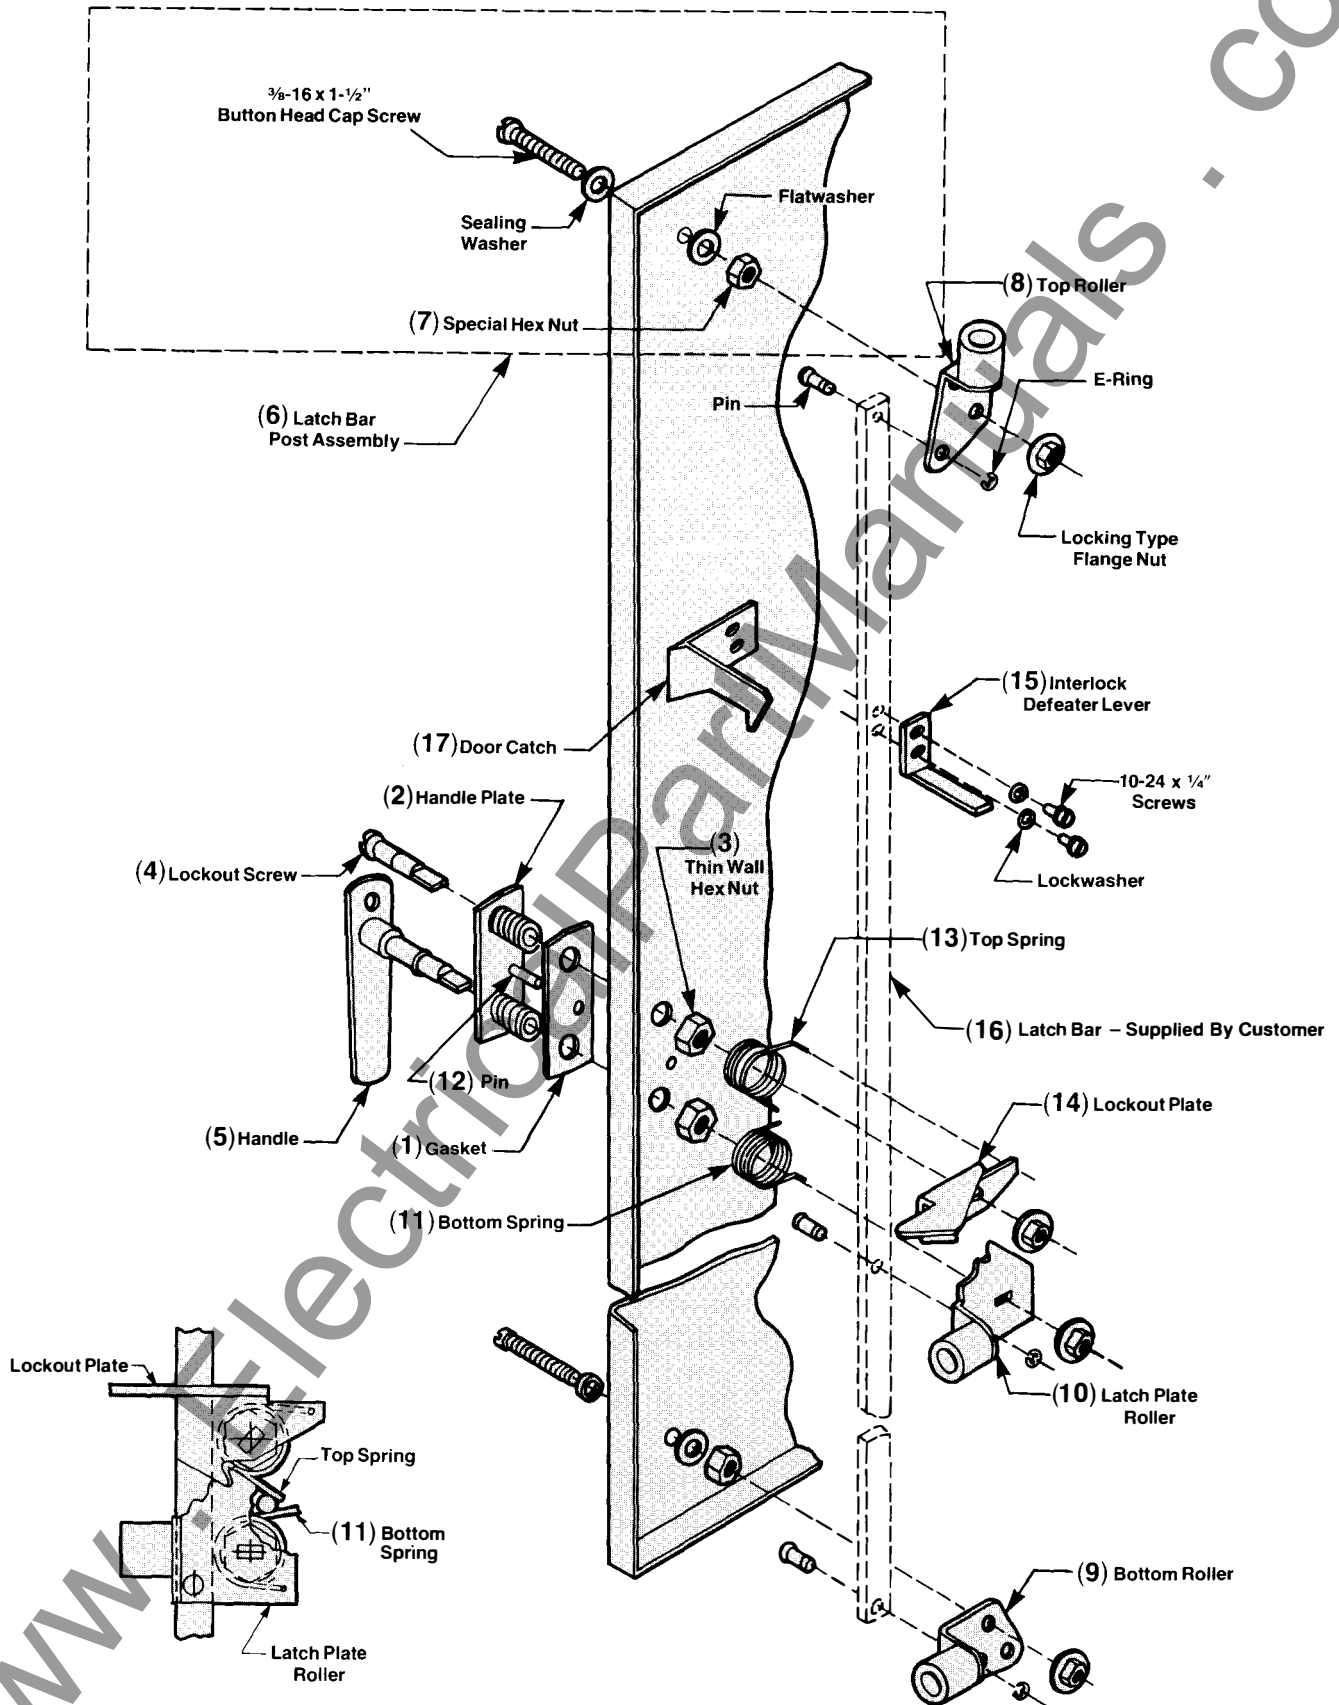 3/8-16 x 1-1/2"
Button Head Cap Screw
Sealing
Washer
Flatwasher
(7) Special Hex Nut
(8) Top Roller
E-Ring
Pin
(6) Latch Bar
Post Assembly
Locking Type
Flange Nut
(15) Interlock
Defeater Lever
(17) Door Catch
10-24 x 1/4"
Screws
(2) Handle Plate
(3)
Thin Wall
Hex Nut
(4) Lockout Screw
Lockwasher
(13) Top Spring
(16) Latch Bar – Supplied By Customer
(12) Pin
(14) Lockout Plate
(5) Handle
(1) Gasket
(11) Bottom Spring
Lockout Plate
(10) Latch Plate
Roller
Top Spring
(11) Bottom
Spring
(9) Bottom Roller
Latch Plate
Roller
www.ElectricalPartManuals.co